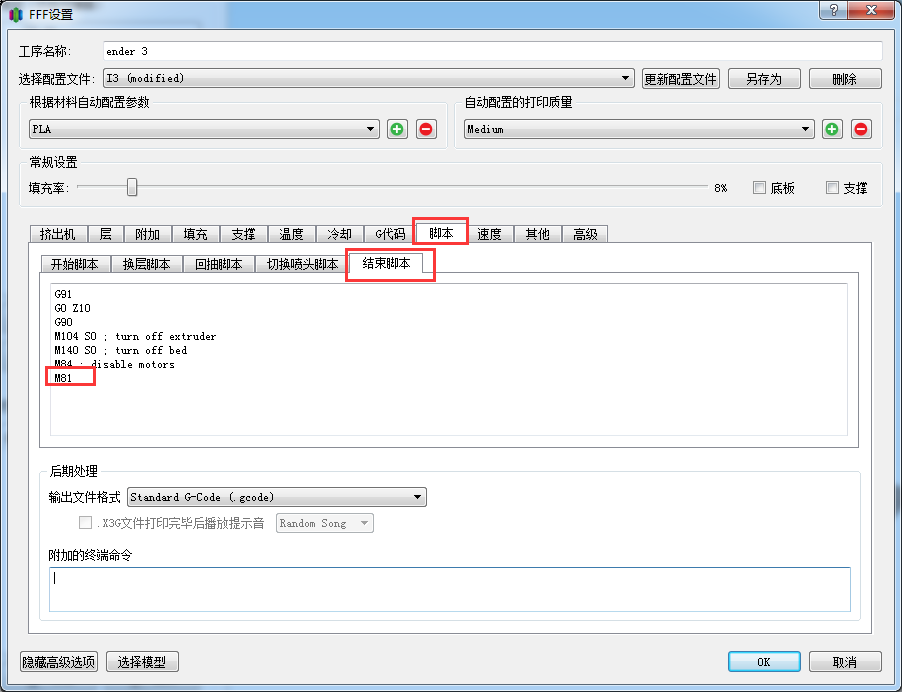 FFF设置
工序名称: ender 3
选择配置文件: I3 (modified) 更新配置文件 另存为 删除
根据材料自动配置参数 自动配置的打印质量
PLA Medium
常规设置
填充率: 8% 底板 支撑
挤出机 层 附加 填充 支撑 温度 冷却 G代码 脚本 速度 其他 高级
开始脚本 换层脚本 回抽脚本 切换喷头脚本 结束脚本
G91
G0 Z10
G90
M104 S0 ; turn off extruder
M140 S0 ; turn off bed
M84 ; disable motors
M81
后期处理
输出文件格式 Standard G-Code (.gcode)
.X3G文件打印完毕后播放提示音 Random Song
附加的终端命令
隐藏高级选项 选择模型 OK 取消